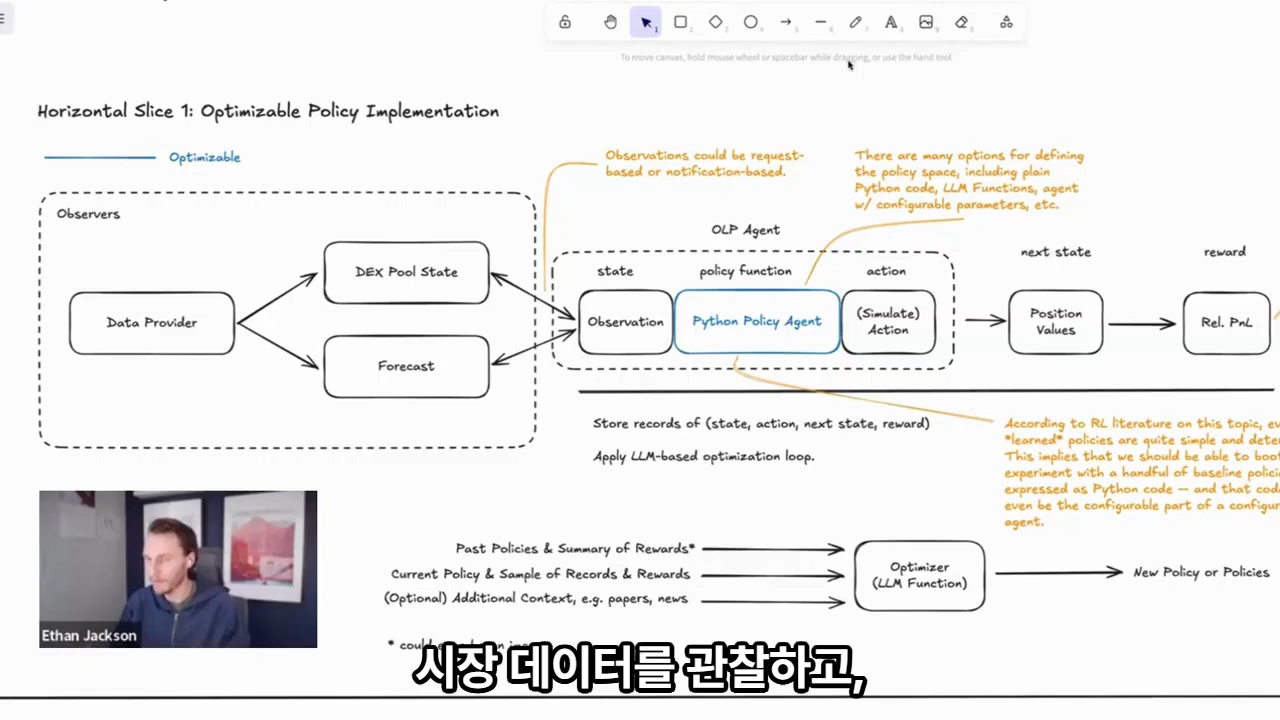 To move canvas, hold mouse wheel or spacebar while dragging, or use the hand tool
Horizontal Slice 1: Optimizable Policy Implementation
Optimizable
Observers
Data Provider
DEX Pool State
Forecast
Observations could be request-
based or notification-based.
There are many options for defining
the policy space, including plain
Python code, LLM Functions, agent
w/ configurable parameters, etc.
OLP Agent
state
policy function
action
Observation
Python Policy Agent
(Simulate)
Action
next state
Position
Values
reward
Rel. PnL
Store records of (state, action, next state, reward)
Apply LLM-based optimization loop.
According to RL literature on this topic, ev
*learned* policies are quite simple and deter
This implies that we should be able to boot
experiment with a handful of baseline polici
expressed as Python code — and that cod
even be the configurable part of a configur
agent.
Past Policies & Summary of Rewards*
Current Policy & Sample of Records & Rewards
(Optional) Additional Context, e.g. papers, news
Optimizer
(LLM Function)
New Policy or Policies
* could
Ethan Jackson
시장 데이터를 관찰하고,